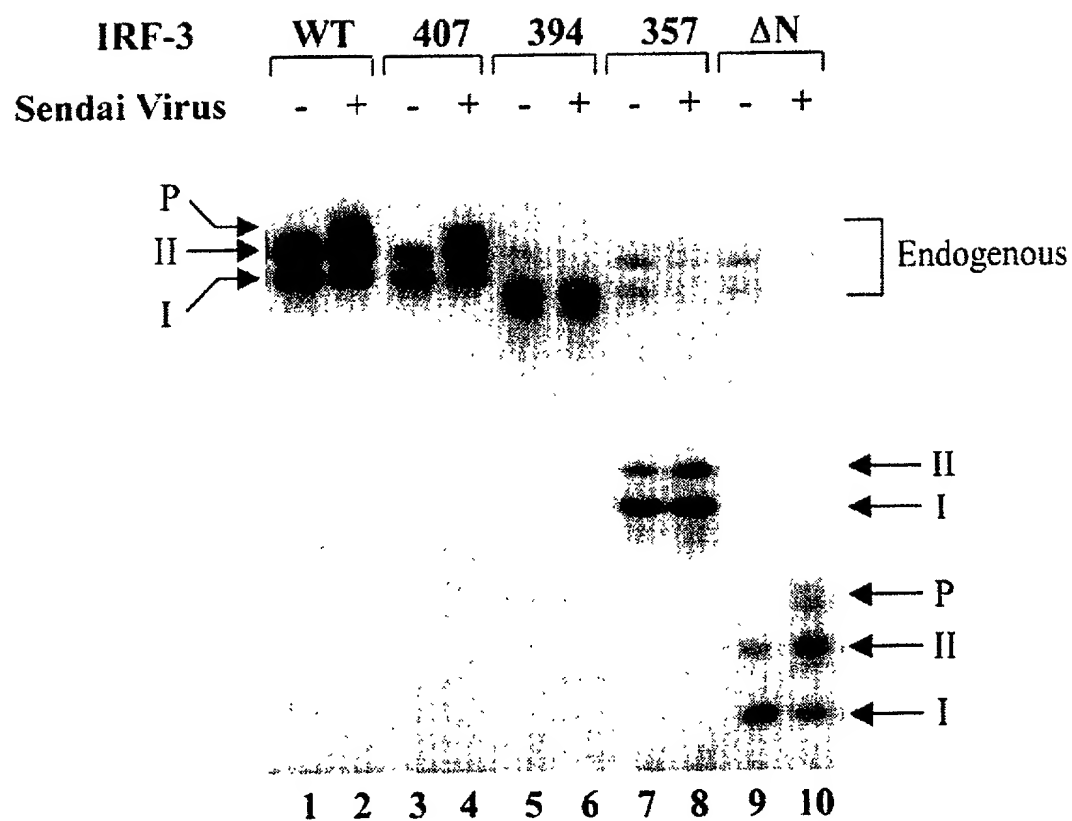 IRF-3 WT 407 394 357 ΔN
Sendai Virus - + - + - + - + - +
P
II
I
Endogenous
II
I
P
II
I
1 2 3 4 5 6 7 8 9 10